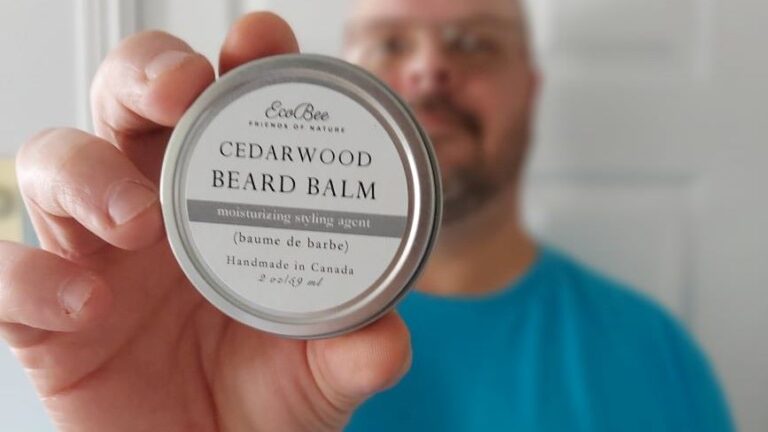 EcoBee
FRIENDS OF NATURE
CEDARWOOD
BEARD BALM
moisturizing styling agent
(baume de barbe)
Handmade in Canada
2 oz/59 ml